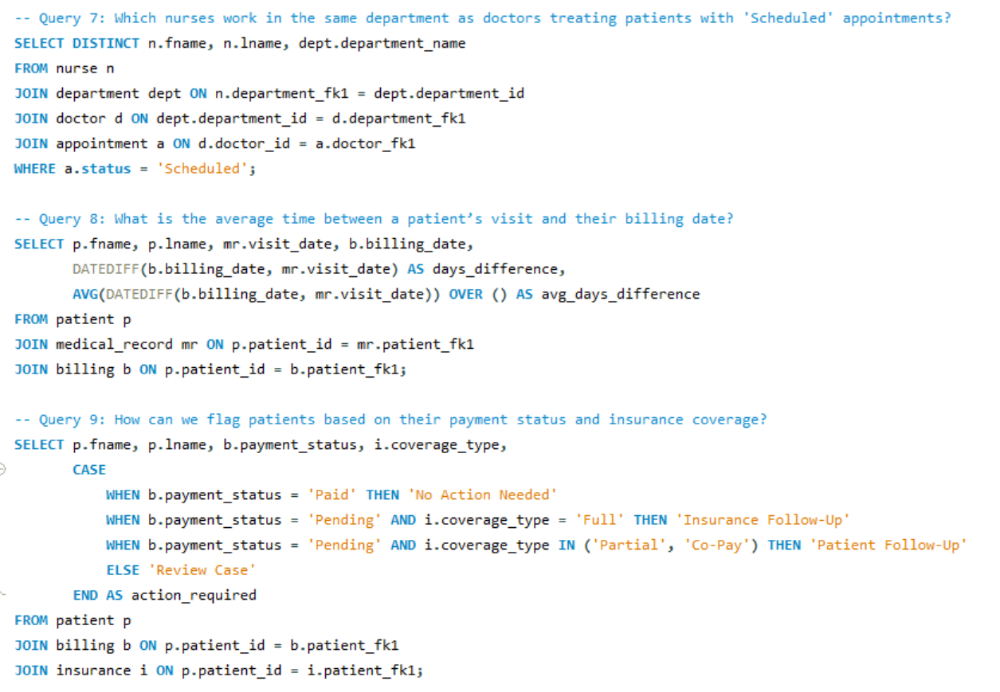 -- Query 7: Which nurses work in the same department as doctors treating patients with 'Scheduled' appointments?
SELECT DISTINCT n.fname, n.lname, dept.department_name
FROM nurse n
JOIN department dept ON n.department_fk1 = dept.department_id
JOIN doctor d ON dept.department_id = d.department_fk1
JOIN appointment a ON d.doctor_id = a.doctor_fk1
WHERE a.status = 'Scheduled';

-- Query 8: What is the average time between a patient’s visit and their billing date?
SELECT p.fname, p.lname, mr.visit_date, b.billing_date,
       DATEDIFF(b.billing_date, mr.visit_date) AS days_difference,
       AVG(DATEDIFF(b.billing_date, mr.visit_date)) OVER () AS avg_days_difference
FROM patient p
JOIN medical_record mr ON p.patient_id = mr.patient_fk1
JOIN billing b ON p.patient_id = b.patient_fk1;

-- Query 9: How can we flag patients based on their payment status and insurance coverage?
SELECT p.fname, p.lname, b.payment_status, i.coverage_type,
       CASE
           WHEN b.payment_status = 'Paid' THEN 'No Action Needed'
           WHEN b.payment_status = 'Pending' AND i.coverage_type = 'Full' THEN 'Insurance Follow-Up'
           WHEN b.payment_status = 'Pending' AND i.coverage_type IN ('Partial', 'Co-Pay') THEN 'Patient Follow-Up'
           ELSE 'Review Case'
       END AS action_required
FROM patient p
JOIN billing b ON p.patient_id = b.patient_fk1
JOIN insurance i ON p.patient_id = i.patient_fk1;